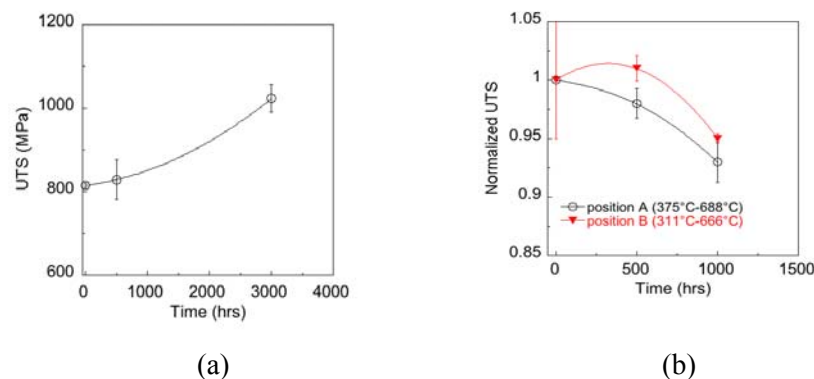 1200
1000
800
600
UTS (MPa)
0 1000 2000 3000 4000
Time (hrs)
(a)
1.05
1
0.95
0.9
0.85
Normalized UTS
position A (375°C-688°C)
position B (311°C-666°C)
0 500 1000 1500
Time (hrs)
(b)